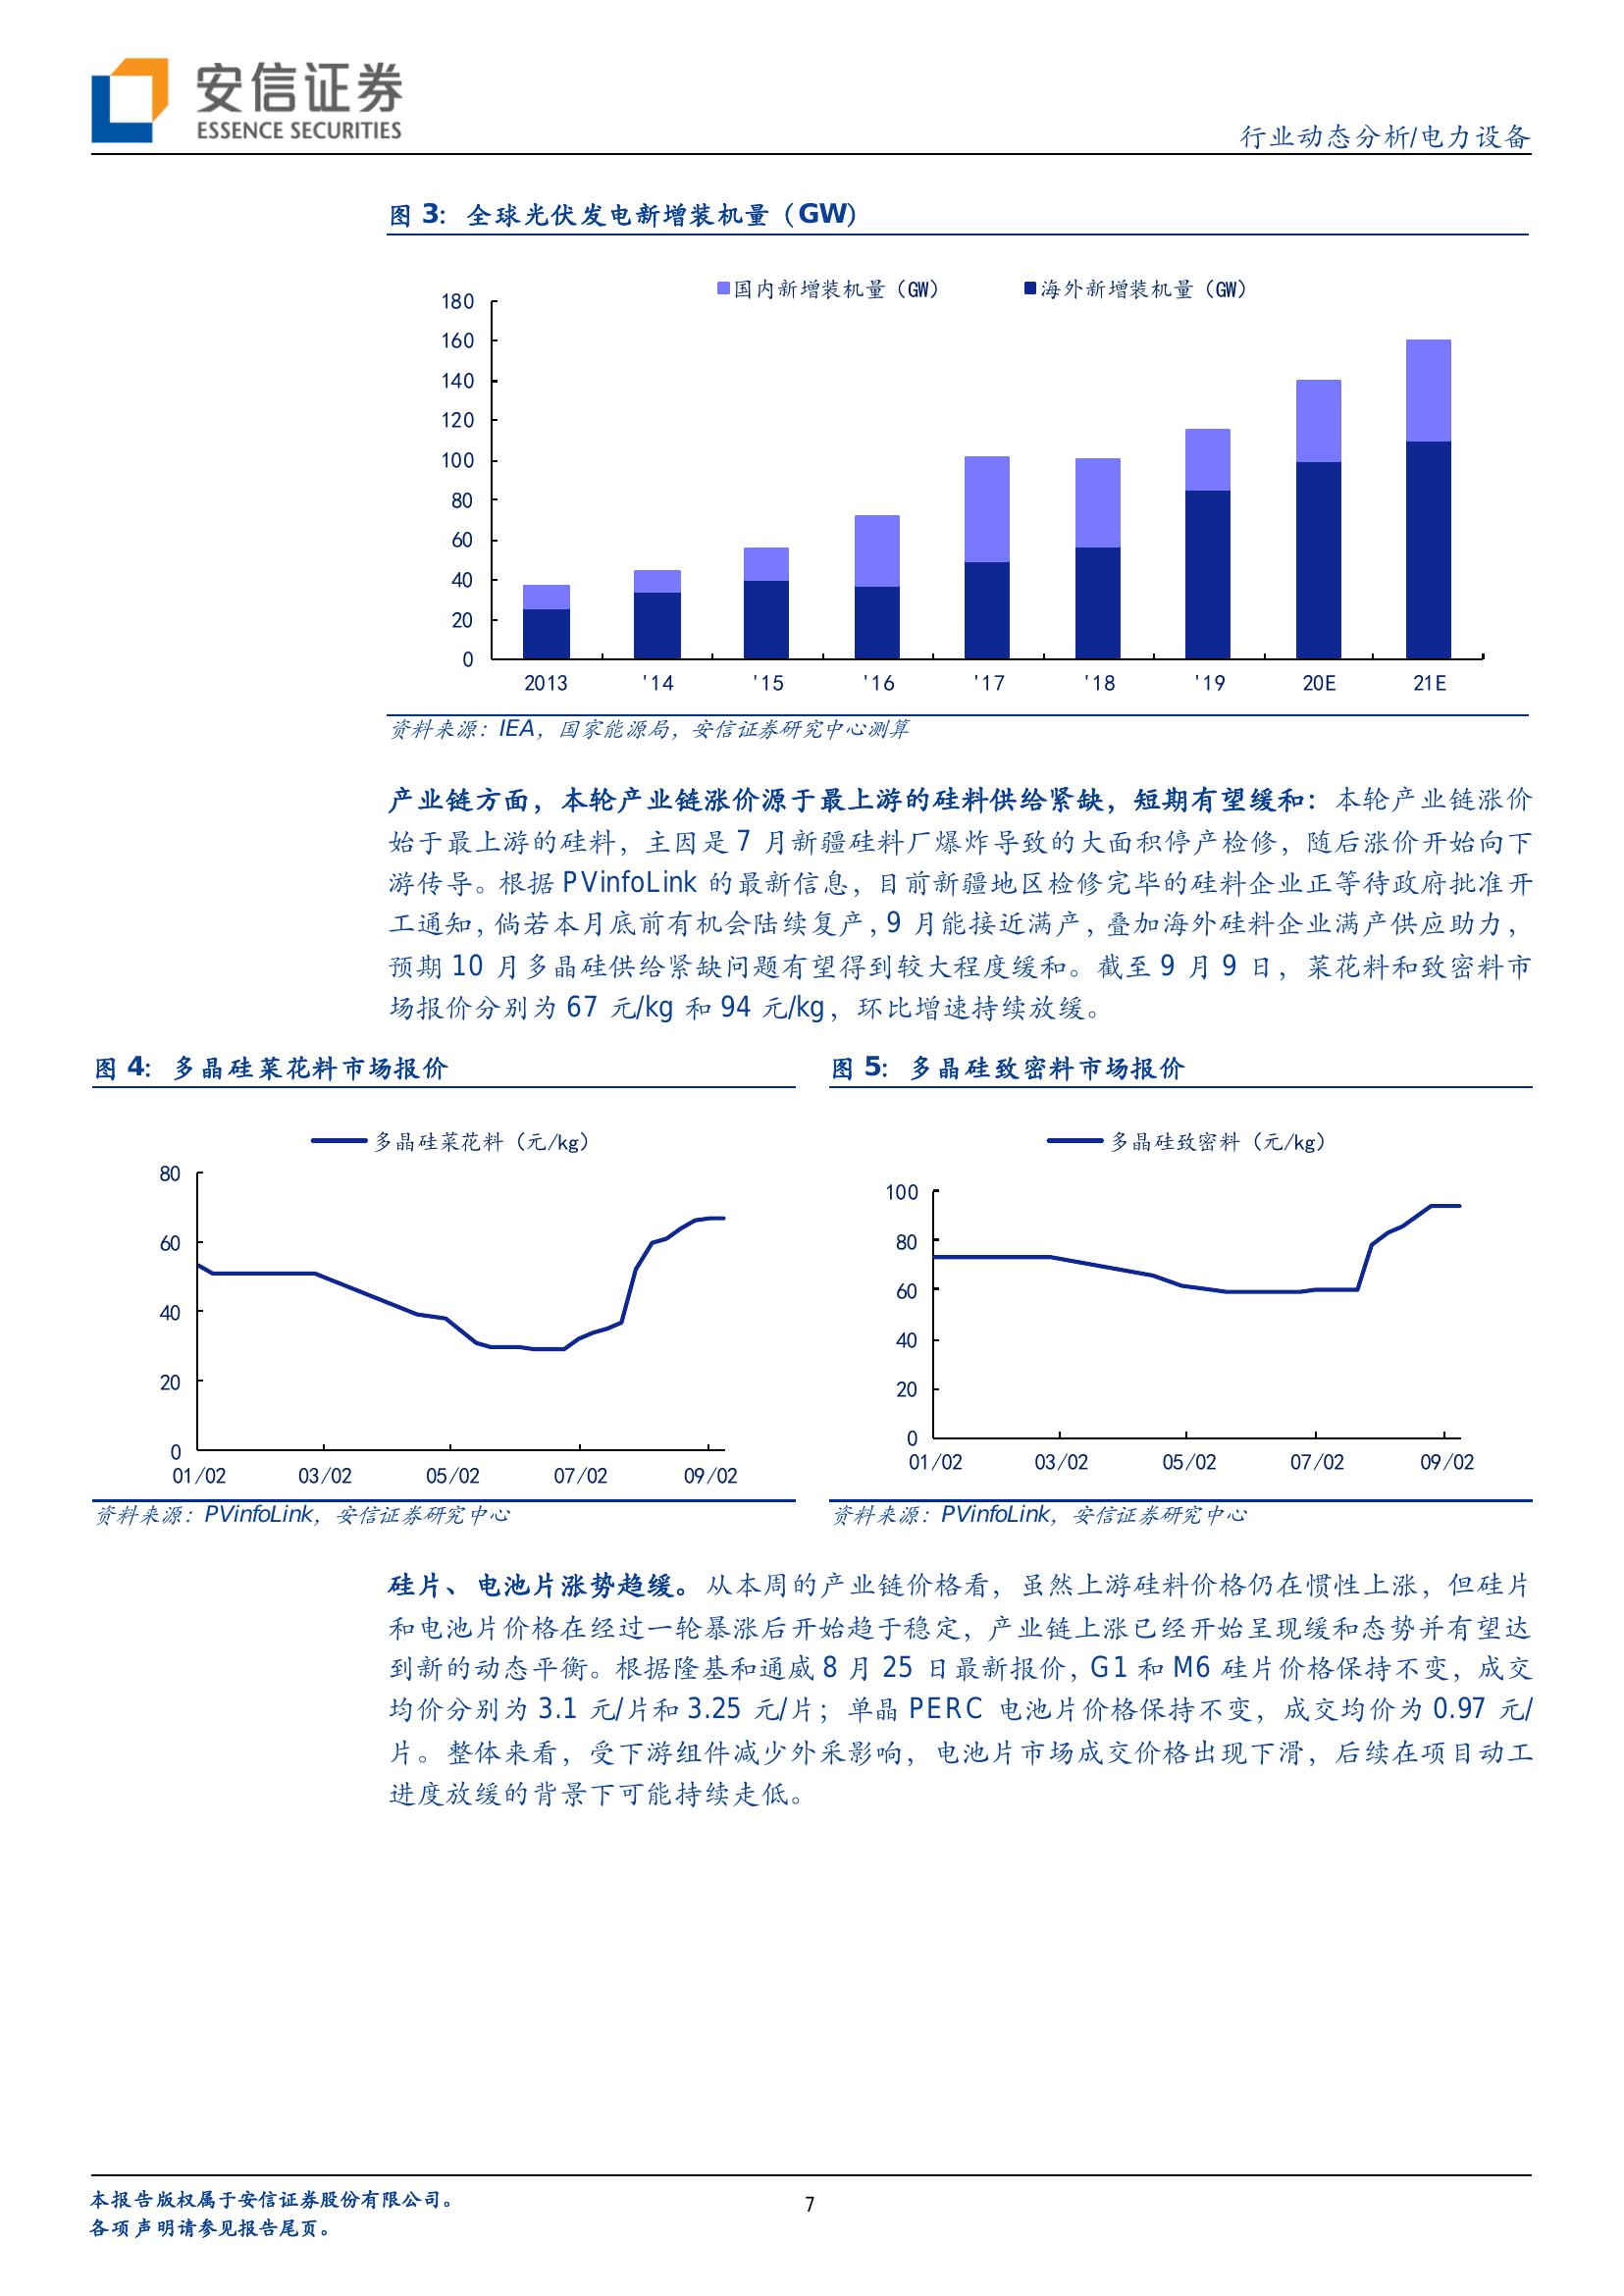 安信证券
ESSENCE SECURITIES
行业动态分析/电力设备
图 3：全球光伏发电新增装机量（GW）
国内新增装机量（GW） 海外新增装机量（GW）
180
160
140
120
100
80
60
40
20
0
2013 '14 '15 '16 '17 '18 '19 20E 21E
资料来源：IEA，国家能源局，安信证券研究中心测算
产业链方面，本轮产业链涨价源于最上游的硅料供给紧缺，短期有望缓和：本轮产业链涨价
始于最上游的硅料，主因是 7 月新疆硅料厂爆炸导致的大面积停产检修，随后涨价开始向下
游传导。根据 PVinfoLink 的最新信息，目前新疆地区检修完毕的硅料企业正等待政府批准开
工通知，倘若本月底前有机会陆续复产，9 月能接近满产，叠加海外硅料企业满产供应助力，
预期 10 月多晶硅供给紧缺问题有望得到较大程度缓和。截至 9 月 9 日，菜花料和致密料市
场报价分别为 67 元/kg 和 94 元/kg，环比增速持续放缓。
图 4：多晶硅菜花料市场报价
多晶硅菜花料（元/kg）
80
60
40
20
0
01/02 03/02 05/02 07/02 09/02
资料来源：PVinfoLink，安信证券研究中心
图 5：多晶硅致密料市场报价
多晶硅致密料（元/kg）
100
80
60
40
20
0
01/02 03/02 05/02 07/02 09/02
资料来源：PVinfoLink，安信证券研究中心
硅片、电池片涨势趋缓。从本周的产业链价格看，虽然上游硅料价格仍在惯性上涨，但硅片
和电池片价格在经过一轮暴涨后开始趋于稳定，产业链上涨已经开始呈现缓和态势并有望达
到新的动态平衡。根据隆基和通威 8 月 25 日最新报价，G1 和 M6 硅片价格保持不变，成交
均价分别为 3.1 元/片和 3.25 元/片；单晶 PERC 电池片价格保持不变，成交均价为 0.97 元/
片。整体来看，受下游组件减少外采影响，电池片市场成交价格出现下滑，后续在项目动工
进度放缓的背景下可能持续走低。
本报告版权属于安信证券股份有限公司。
各项声明请参见报告尾页。
7